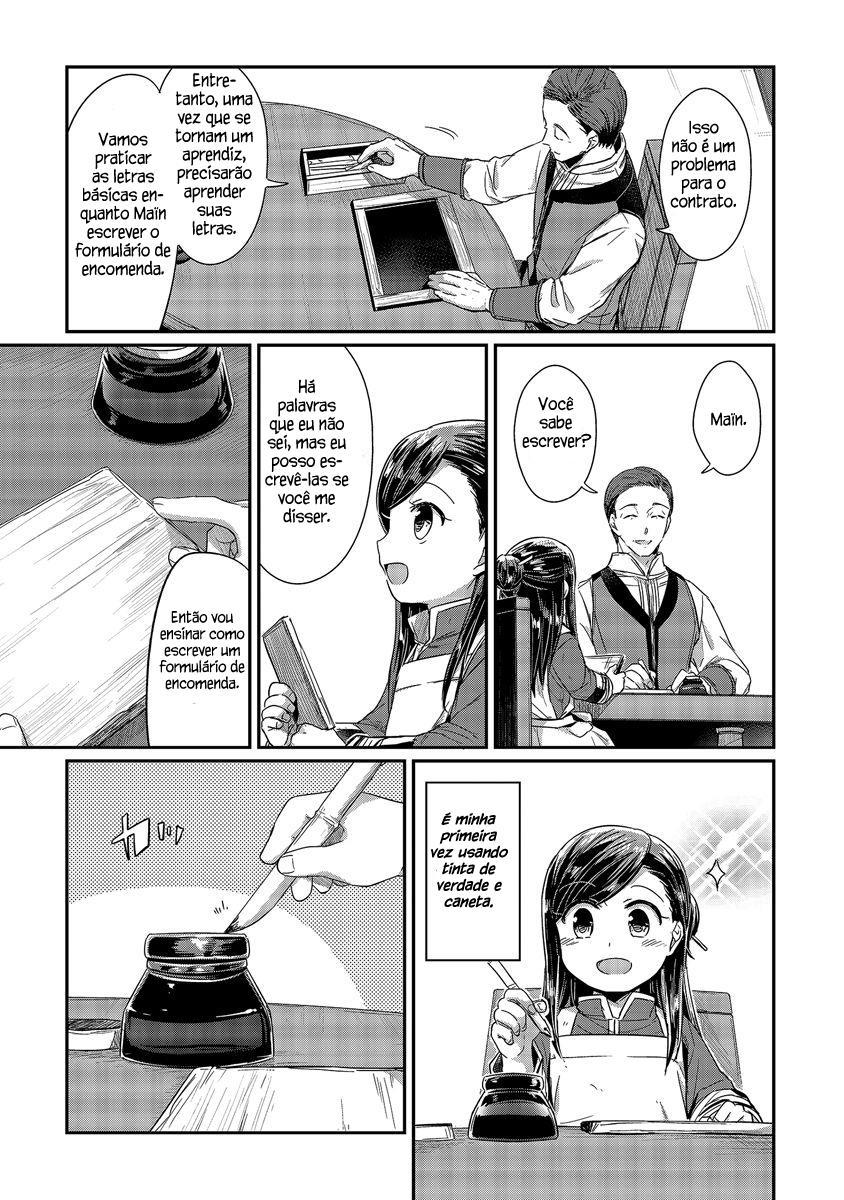 Isso
não é um
problema
para o
contrato.
Entre-
tanto, uma
vez que se
tornam um
aprendiz,
precisarão
aprender
suas
letras.
Vamos
praticar
as letras
básicas en-
quanto Maïn
escrever o
formulário de
encomenda.
Maïn.
Você
sabe
escrever?
Há
palavras
que eu não
sei, mas eu
posso es-
crevê-las se
você me
disser.
Então vou
ensinar como
escrever um
formulário de
encomenda.
É minha
primeira
vez usando
tinta de
verdade e
caneta.
カッ